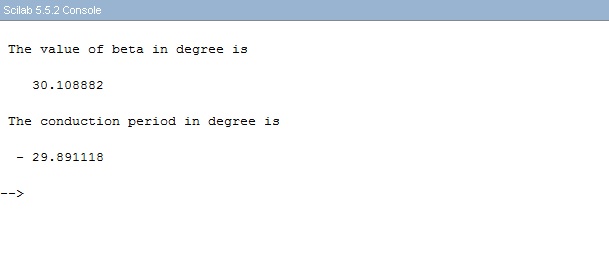 Scilab 5.5.2 Console
The value of beta in degree is
30.108882
The conduction period in degree is
- 29.891118
-->